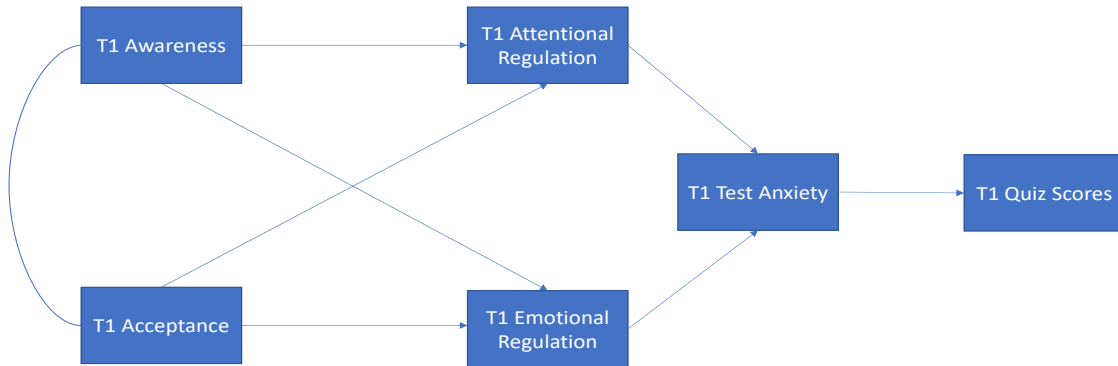 T1 Awareness
T1 Attentional
Regulation
T1 Test Anxiety
T1 Quiz Scores
T1 Acceptance
T1 Emotional
Regulation